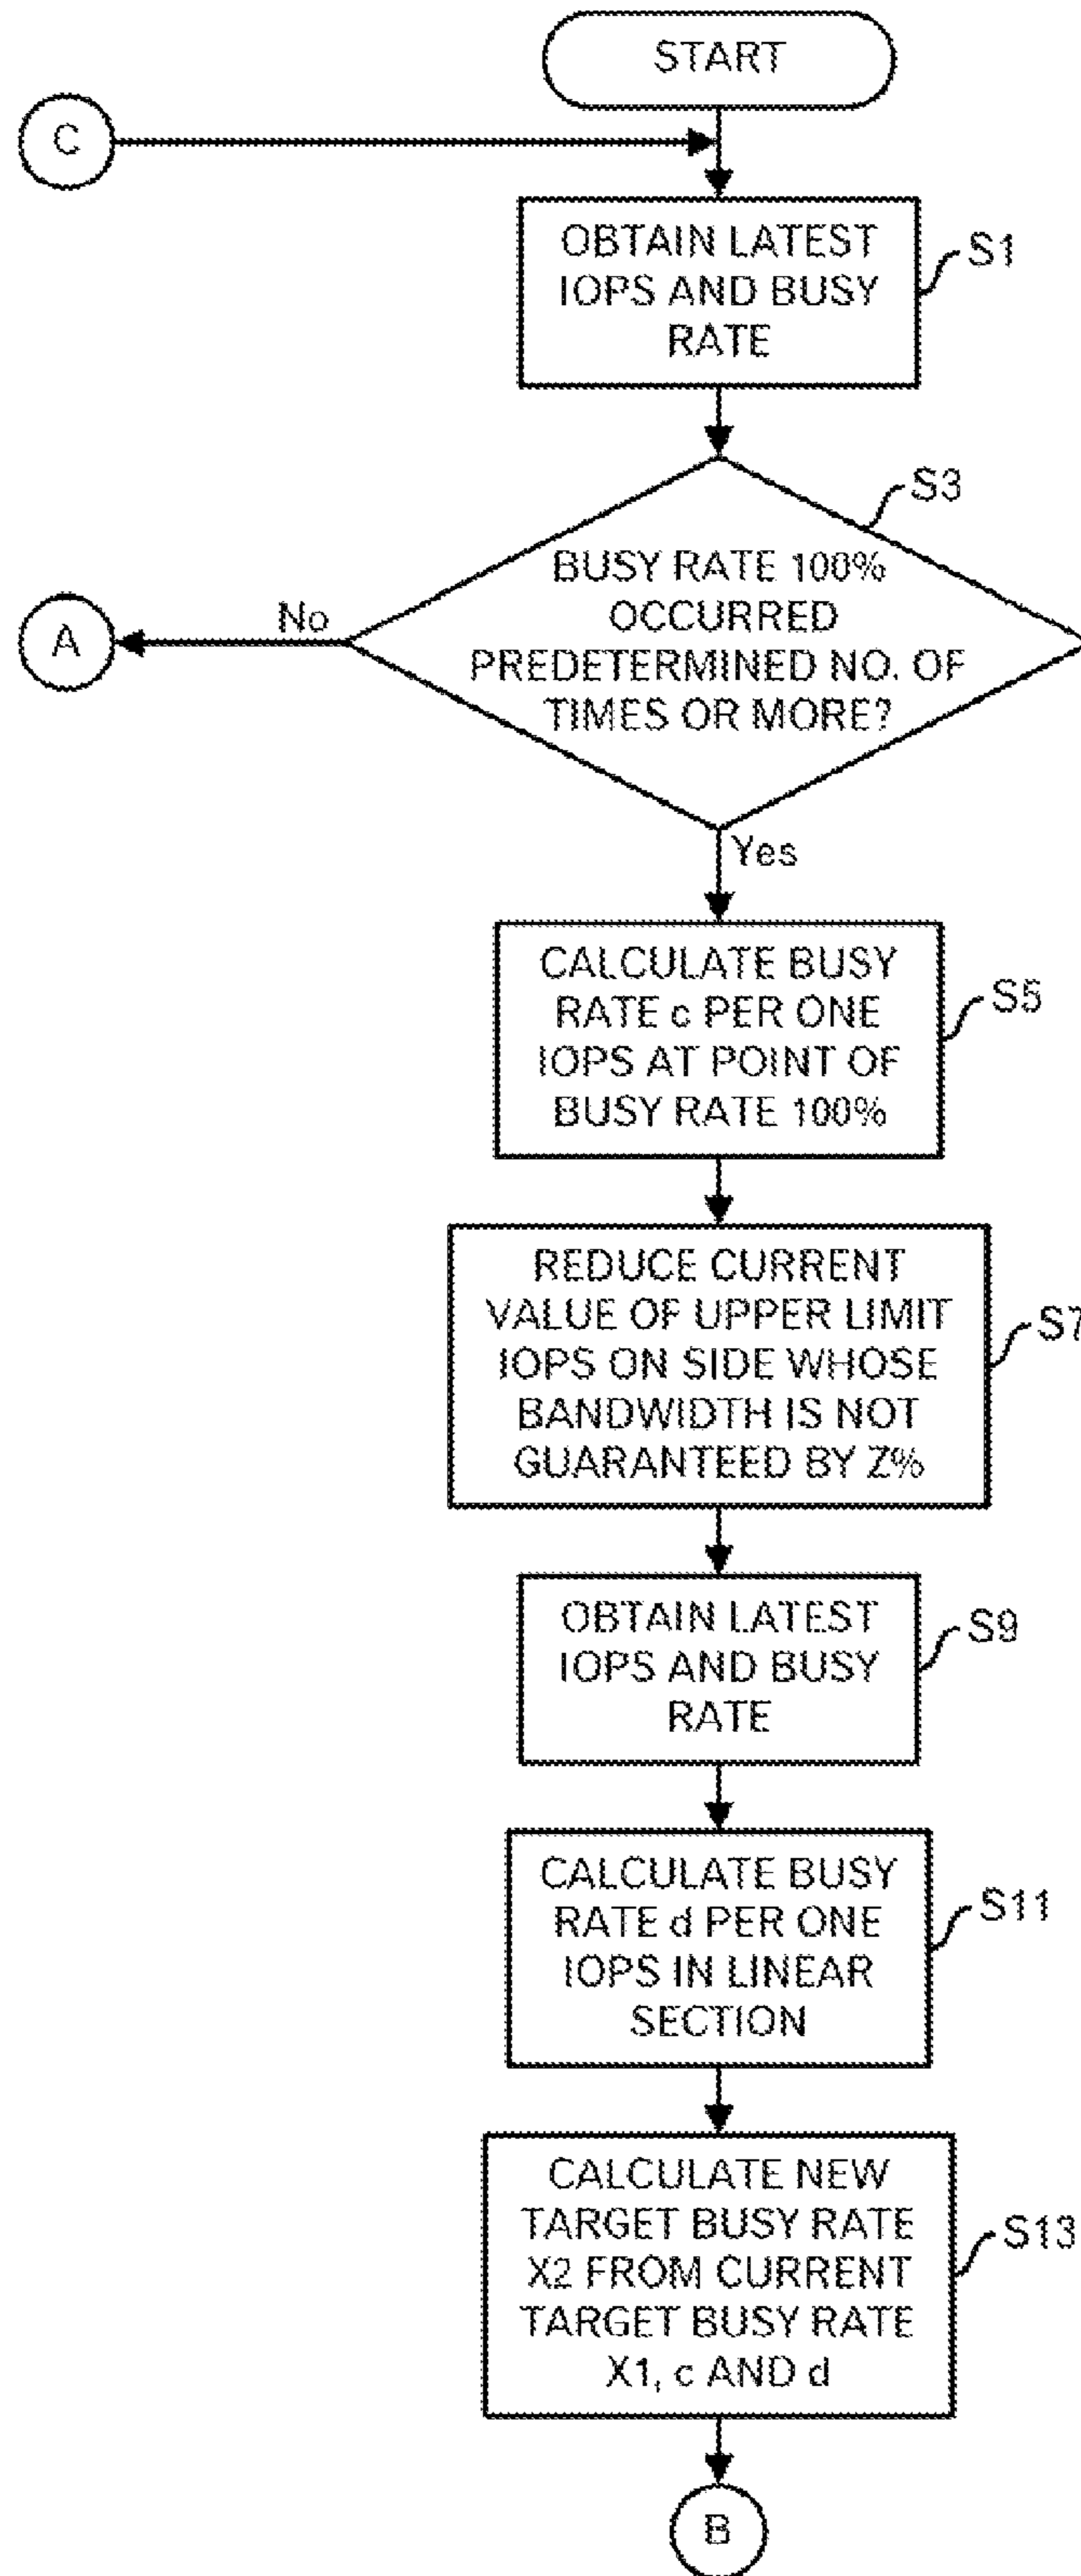 START
C
OBTAIN LATEST
IOPS AND BUSY
RATE
S1
S3
BUSY RATE 100%
OCCURRED
PREDETERMINED NO. OF
TIMES OR MORE?
No
A
Yes
CALCULATE BUSY
RATE c PER ONE
IOPS AT POINT OF
BUSY RATE 100%
S5
REDUCE CURRENT
VALUE OF UPPER LIMIT
IOPS ON SIDE WHOSE
BANDWIDTH IS NOT
GUARANTEED BY Z%
S7
OBTAIN LATEST
IOPS AND BUSY
RATE
S9
CALCULATE BUSY
RATE d PER ONE
IOPS IN LINEAR
SECTION
S11
CALCULATE NEW
TARGET BUSY RATE
X2 FROM CURRENT
TARGET BUSY RATE
X1, c AND d
S13
B